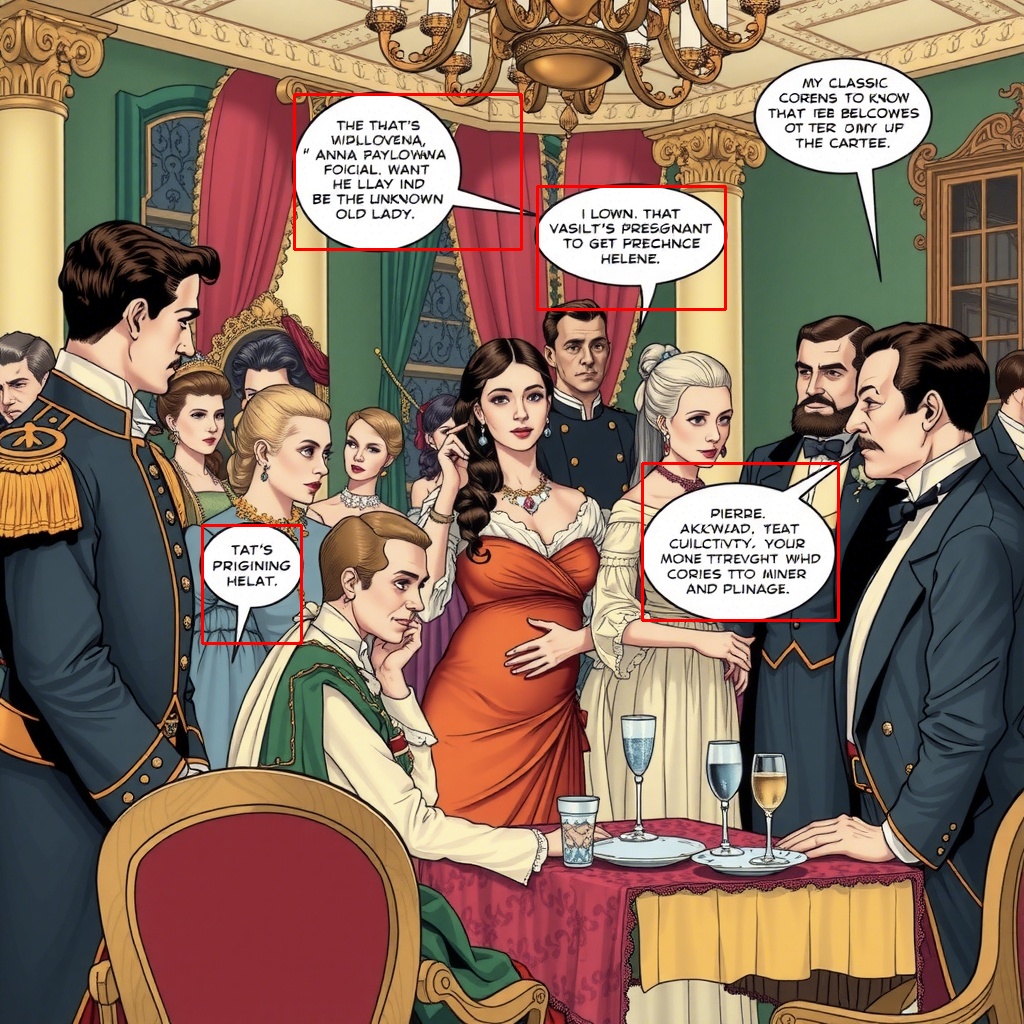 THE THAT'S
WIDLLOVENA,
" ANNA PAYLOWWA
FOICIAL. WANT
HE LLAY IND
BE THE UNKNOWN
OLD LADY.
I LOWN. THAT
VASILT'S PRESGNANT
TO GET PRECHNCE
HELENE.
MY CLASSIC
CORENS TO KNOW
THAT IEE BELCOWES
OT TER OMY UP
THE CARTEE.
TAT'S
PRIGINING
HELAT.
PIERRE.
AKKWLAD. TEAT
CUILCTIVTY. YOUR
MONE TTREVGHT WHD
CORIES TTO MINER
AND PLINAGE.